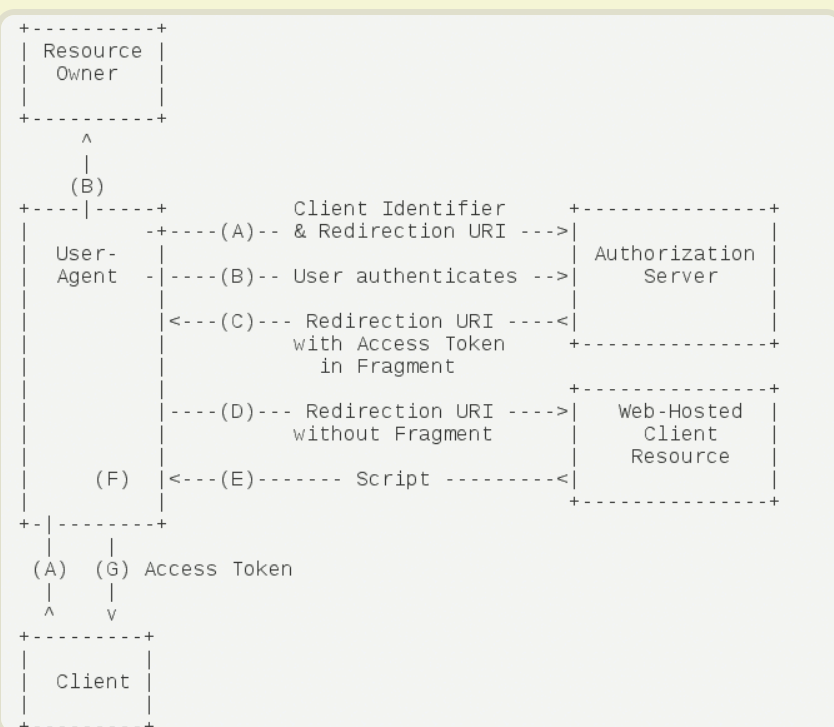 +----------+
| Resource |
|  Owner   |
|          |
+----------+
     ^
     |
    (B)
+----|-----+          Client Identifier     +---------------+
|         -+----(A)-- & Redirection URI --->|               |
|  User-   |                                | Authorization |
|  Agent  -|----(B)-- User authenticates -->|     Server    |
|          |                                |               |
|          |<---(C)--- Redirection URI ----<|               |
|          |          with Access Token     +---------------+
|          |            in Fragment
|          |                                +---------------+
|          |----(D)--- Redirection URI ---->|   Web-Hosted  |
|          |          without Fragment      |     Client    |
|          |                                |    Resource   |
|     (F)  |<---(E)------- Script ---------<|               |
|          |                                +---------------+
+-|--------+
  |    |
 (A)  (G) Access Token
  |    |
  ^    v
+---------+
|         |
|  Client |
|         |
+---------+